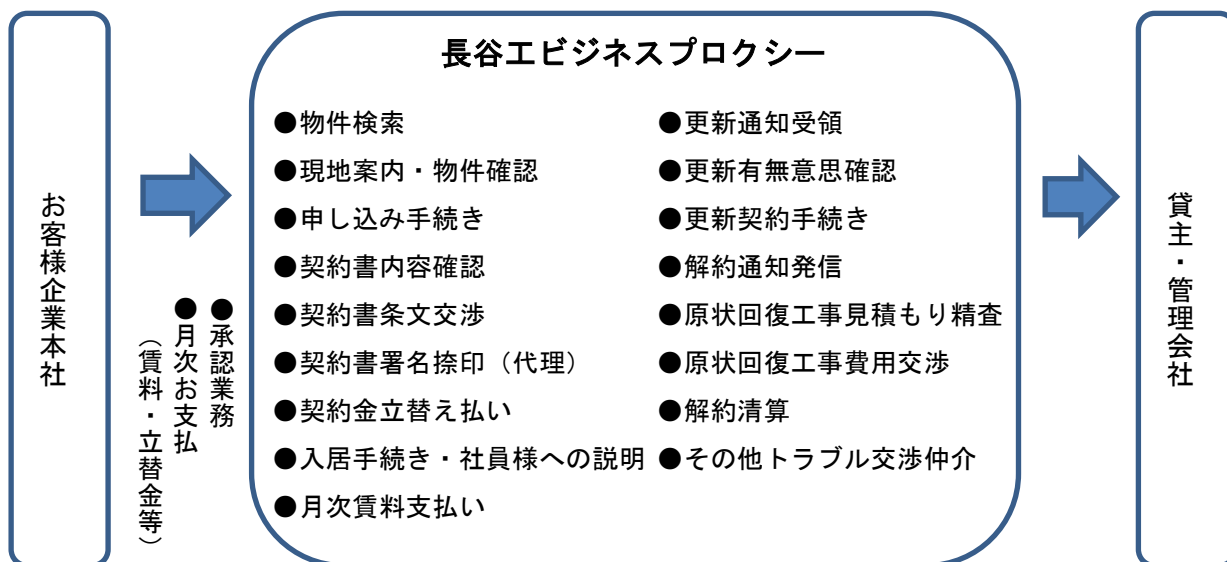 お客様企業本社
●承認業務
●月次お支払
（賃料・立替金等）
長谷工ビジネスプロクシー
●物件検索
●現地案内・物件確認
●申し込み手続き
●契約書内容確認
●契約書条文交渉
●契約書署名捺印（代理）
●契約金立替え払い
●入居手続き・社員様への説明
●月次賃料支払い
●更新通知受領
●更新有無意思確認
●更新契約手続き
●解約通知発信
●原状回復工事見積もり精査
●原状回復工事費用交渉
●解約清算
●その他トラブル交渉仲介
貸主・管理会社